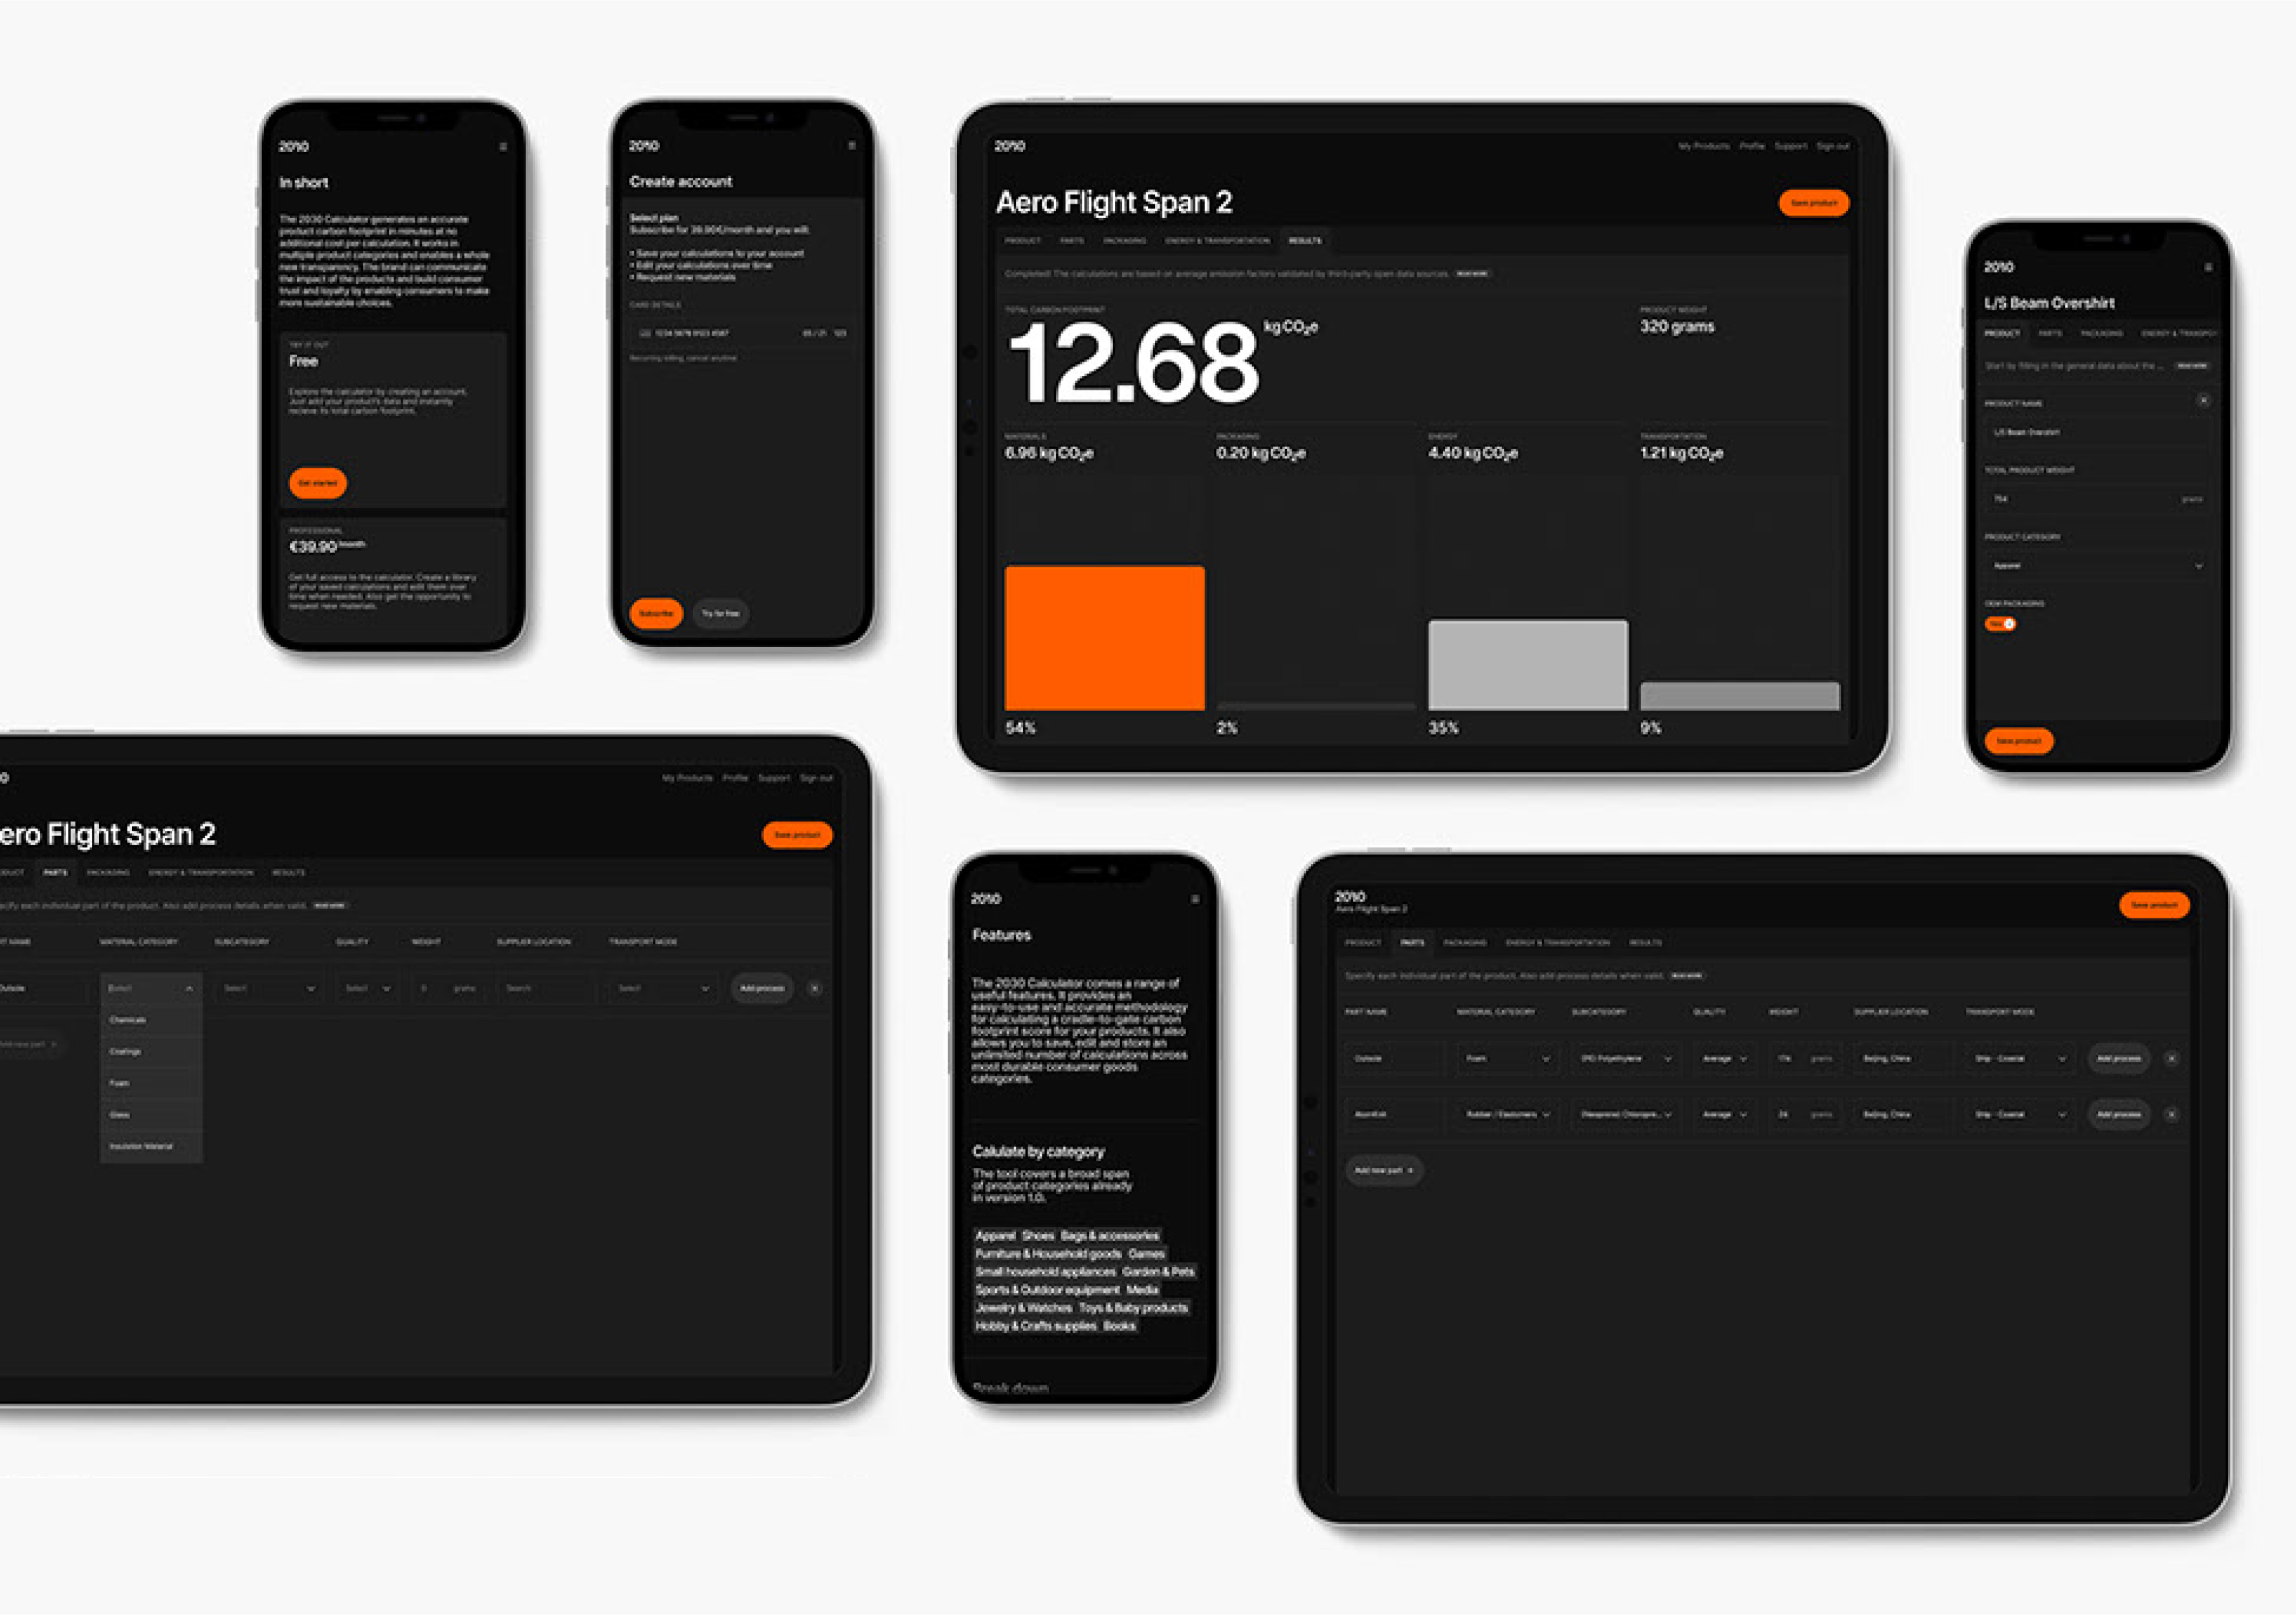 2030
In short
The 2030 Calculator generates an accurate
product carbon footprint in minutes at no
additional cost per calculation. It works in
multiple product categories and enables a whole
new transparency. The brand can communicate
the impact of the products and build consumer
trust and loyalty by enabling consumers to make
more sustainable choices.
TRY IT OUT
Free
Explore the calculator by creating an account.
Just add your product's data and instantly
recieve its total carbon footprint.
Get started
PROFESSIONAL
€39.90/month
Get full access to the calculator. Create a library
of your saved calculations and edit them over
time when needed. Also get the opportunity to
request new materials.
2030
Create account
Select plan
Subscribe for 39.90€/month and you will:
• Save your calculations to your account
• Edit your calculations over time
• Request new materials
CARD DETAILS
1234 5678 9123 4567
123
Recurring billing, cancel anytime
Subscribe Try for free
2030
My Products Profile Support Sign out
Aero Flight Span 2
Save product
PRODUCT PARTS PACKAGING ENERGY & TRANSPORTATION RESULTS
Completed! The calculations are based on average emission factors validated by third-party open data sources. READ MORE
TOTAL CARBON FOOTPRINT
12.68 kg CO₂e
PRODUCT WEIGHT
320 grams
MATERIALS PACKAGING ENERGY TRANSPORTATION
6.96 kg CO₂e 0.20 kg CO₂e 4.40 kg CO₂e 1.21 kg CO₂e
54% 2% 35% 9%
2030
L/S Beam Overshirt
PRODUCT PARTS PACKAGING ENERGY & TRANSPO
Start by filling in the general data about the ... READ MORE
PRODUCT NAME
L/S Beam Overshirt
TOTAL PRODUCT WEIGHT
grams
PRODUCT CATEGORY
Apparel
OEM PACKAGING
Yes
Save product
0
My Products Profile Support Sign out
ero Flight Span 2
Save product
ODUCT PARTS PACKAGING ENERGY & TRANSPORTATION RESULTS
ecify each individual part of the product. Also add process details when valid. READ MORE
RT NAME MATERIAL CATEGORY SUBCATEGORY QUALITY WEIGHT SUPPLIER LOCATION TRANSPORT MODE
Outsole Select Select Select 0 grams Search Select Add process
Chemicals
Add new part +
Coatings
Foam
Glass
Insulation Material
2030
Features
The 2030 Calculator comes a range of
useful features. It provides an
easy-to-use and accurate methodology
for calculating a cradle-to-gate carbon
footprint score for your products. It also
allows you to save, edit and store an
unlimited number of calculations across
most durable consumer goods
categories.
Calulate by category
The tool covers a broad span
of product categories already
in version 1.0.
Apparel Shoes Bags & accessories
Furniture & Household goods Games
Small household appliances Garden & Pets
Sports & Outdoor equipment Media
Jewelry & Watches Toys & Baby products
Hobby & Crafts supplies Books
Break down
2030
Aero Flight Span 2
Save product
PRODUCT PARTS PACKAGING ENERGY & TRANSPORTATION RESULTS
Specify each individual part of the product. Also add process details when valid. READ MORE
PART NAME MATERIAL CATEGORY SUBCATEGORY QUALITY WEIGHT SUPPLIER LOCATION TRANSPORT MODE
Outsole Foam Polyethylene Average grams Beijing, China Ship - Coastal Add process
Rubber / Elastomers Average grams Beijing, China Ship - Coastal Add process
Add new part +